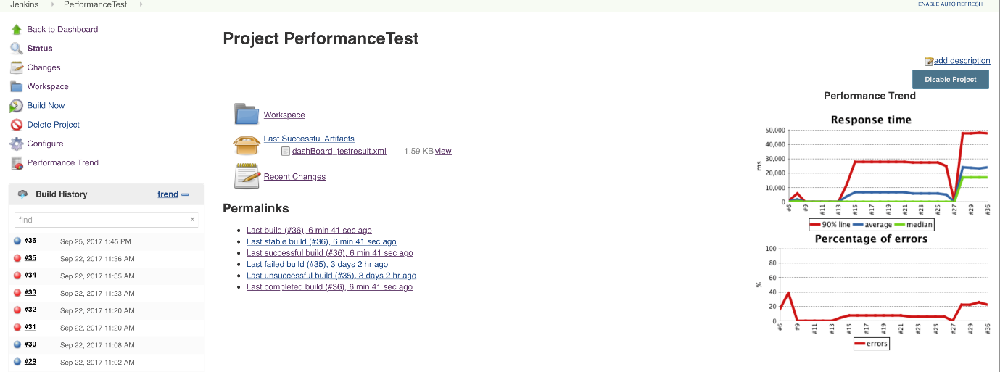 Jenkins PerformanceTest ENABLE AUTO REFRESH
Back to Dashboard
Status
Changes
Workspace
Build Now
Delete Project
Configure
Performance Trend
Build History trend
find x
#36 Sep 25, 2017 1:45 PM
#35 Sep 22, 2017 11:36 AM
#34 Sep 22, 2017 11:35 AM
#33 Sep 22, 2017 11:23 AM
#32 Sep 22, 2017 11:20 AM
#31 Sep 22, 2017 11:20 AM
#30 Sep 22, 2017 11:08 AM
#29 Sep 22, 2017 11:02 AM
Project PerformanceTest
add description
Disable Project
Workspace
Last Successful Artifacts
dashBoard_testresult.xml 1.59 KB view
Recent Changes
Permalinks
Last build (#36), 6 min 41 sec ago
Last stable build (#36), 6 min 41 sec ago
Last successful build (#36), 6 min 41 sec ago
Last failed build (#35), 3 days 2 hr ago
Last unsuccessful build (#35), 3 days 2 hr ago
Last completed build (#36), 6 min 41 sec ago
Performance Trend
Response time
50,000
40,000
30,000
20,000
10,000
0
ms
#6 #9 #11 #13 #15 #17 #19 #21 #23 #25 #27 #29 #36
90% line average median
Percentage of errors
100
80
60
40
20
0
%
#6 #9 #11 #13 #15 #17 #19 #22 #24 #26 #28 #30 #36
errors